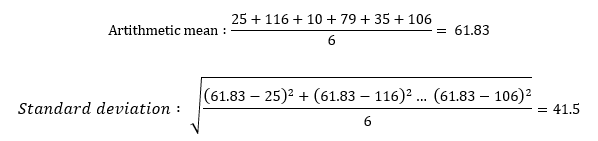 Artithmetic mean : (25 + 116 + 10 + 79 + 35 + 106) / 6 = 61.83
Standard deviation : √(((61.83 − 25)² + (61.83 − 116)² … (61.83 − 106)²) / 6) = 41.5